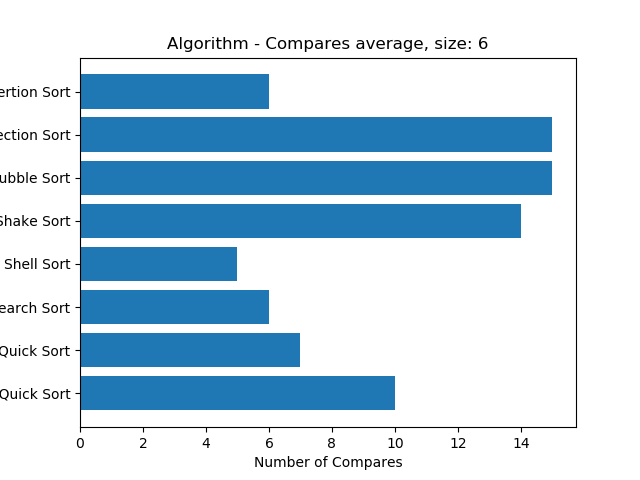 Algorithm - Compares average, size: 6
ertion Sort
ection Sort
ubble Sort
Shake Sort
Shell Sort
earch Sort
Quick Sort
Quick Sort
0 2 4 6 8 10 12 14
Number of Compares